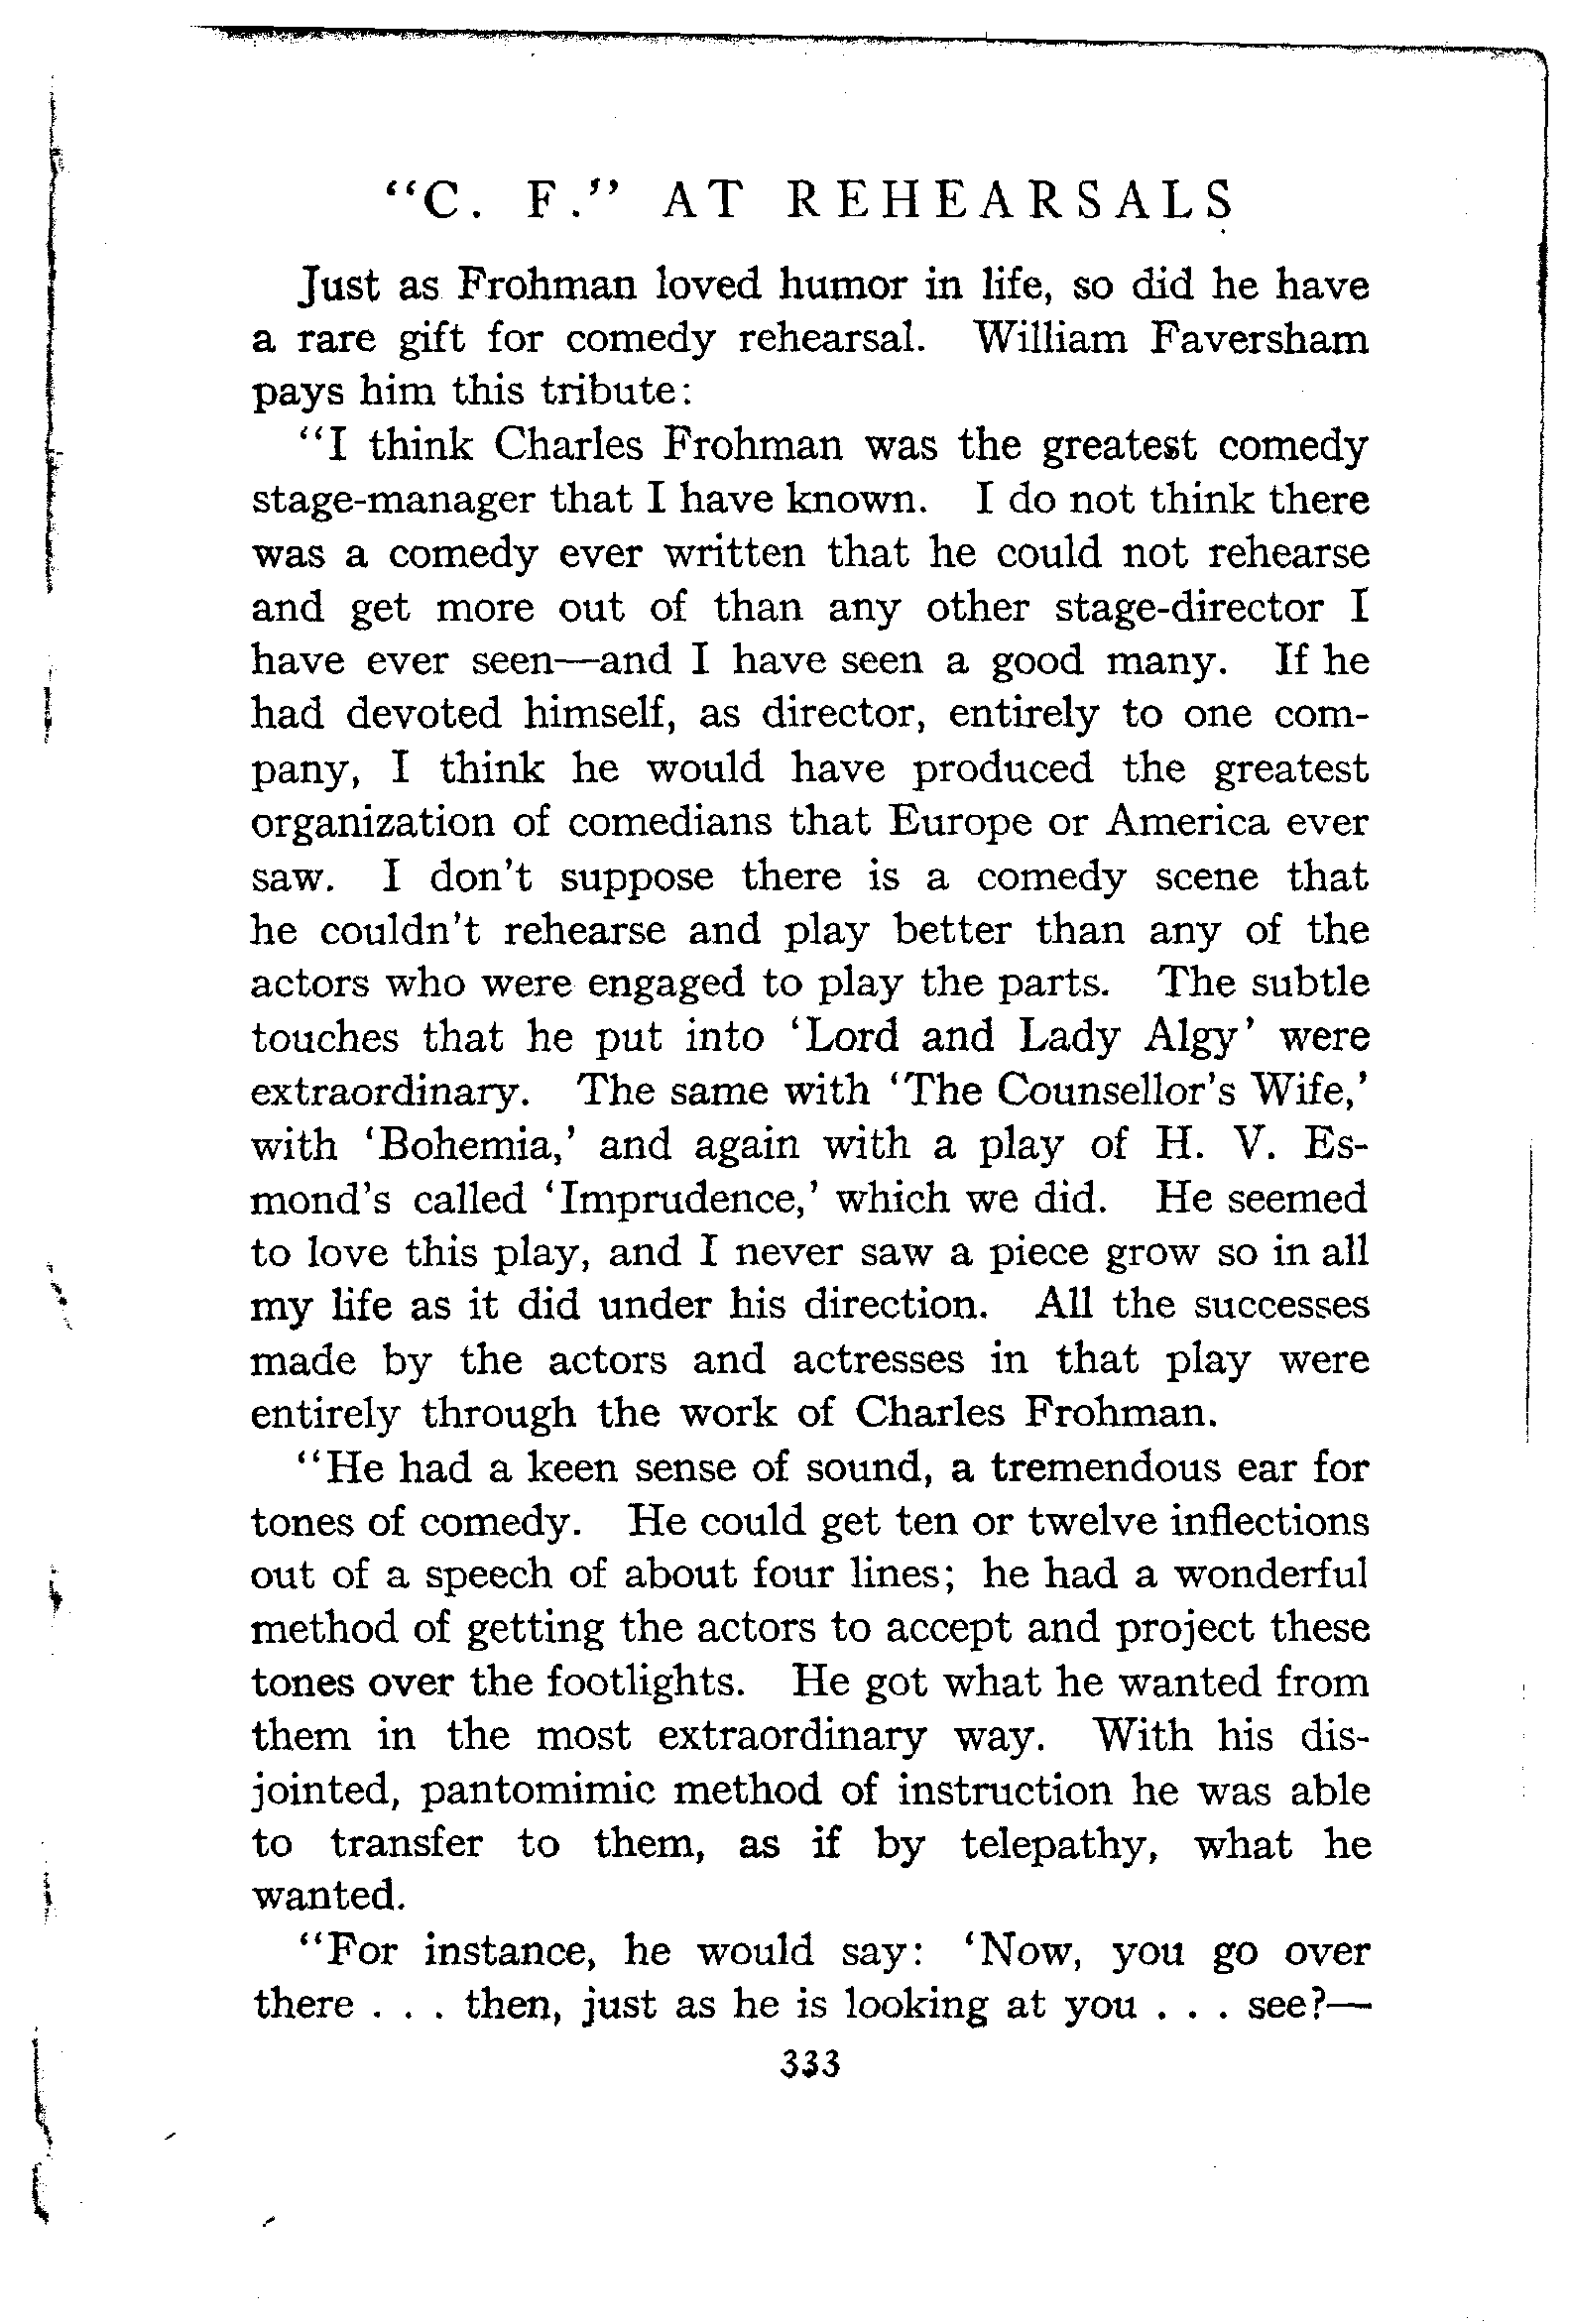 "C. F." AT REHEARSALS
Just as Frohman loved humor in life, so did he have
a rare gift for comedy rehearsal. William Faversham
pays him this tribute:
"I think Charles Frohman was the greatest comedy
stage-manager that I have known. I do not think there
was a comedy ever written that he could not rehearse
and get more out of than any other stage-director I
have ever seen—and I have seen a good many. If he
had devoted himself, as director, entirely to one com-
pany, I think he would have produced the greatest
organization of comedians that Europe or America ever
saw. I don't suppose there is a comedy scene that
he couldn't rehearse and play better than any of the
actors who were engaged to play the parts. The subtle
touches that he put into 'Lord and Lady Algy' were
extraordinary. The same with 'The Counsellor's Wife,'
with 'Bohemia,' and again with a play of H. V. Es-
mond's called 'Imprudence,' which we did. He seemed
to love this play, and I never saw a piece grow so in all
my life as it did under his direction. All the successes
made by the actors and actresses in that play were
entirely through the work of Charles Frohman.
"He had a keen sense of sound, a tremendous ear for
tones of comedy. He could get ten or twelve inflections
out of a speech of about four lines; he had a wonderful
method of getting the actors to accept and project these
tones over the footlights. He got what he wanted from
them in the most extraordinary way. With his dis-
jointed, pantomimic method of instruction he was able
to transfer to them, as if by telepathy, what he
wanted.
"For instance, he would say: 'Now, you go over
there . . . then, just as he is looking at you . . . see?—
333